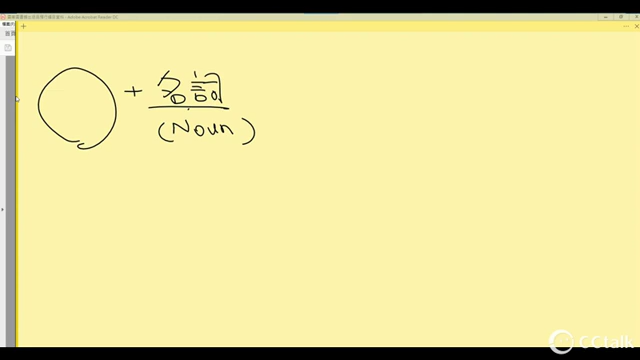 + 名詞
(Noun)
CCtalk